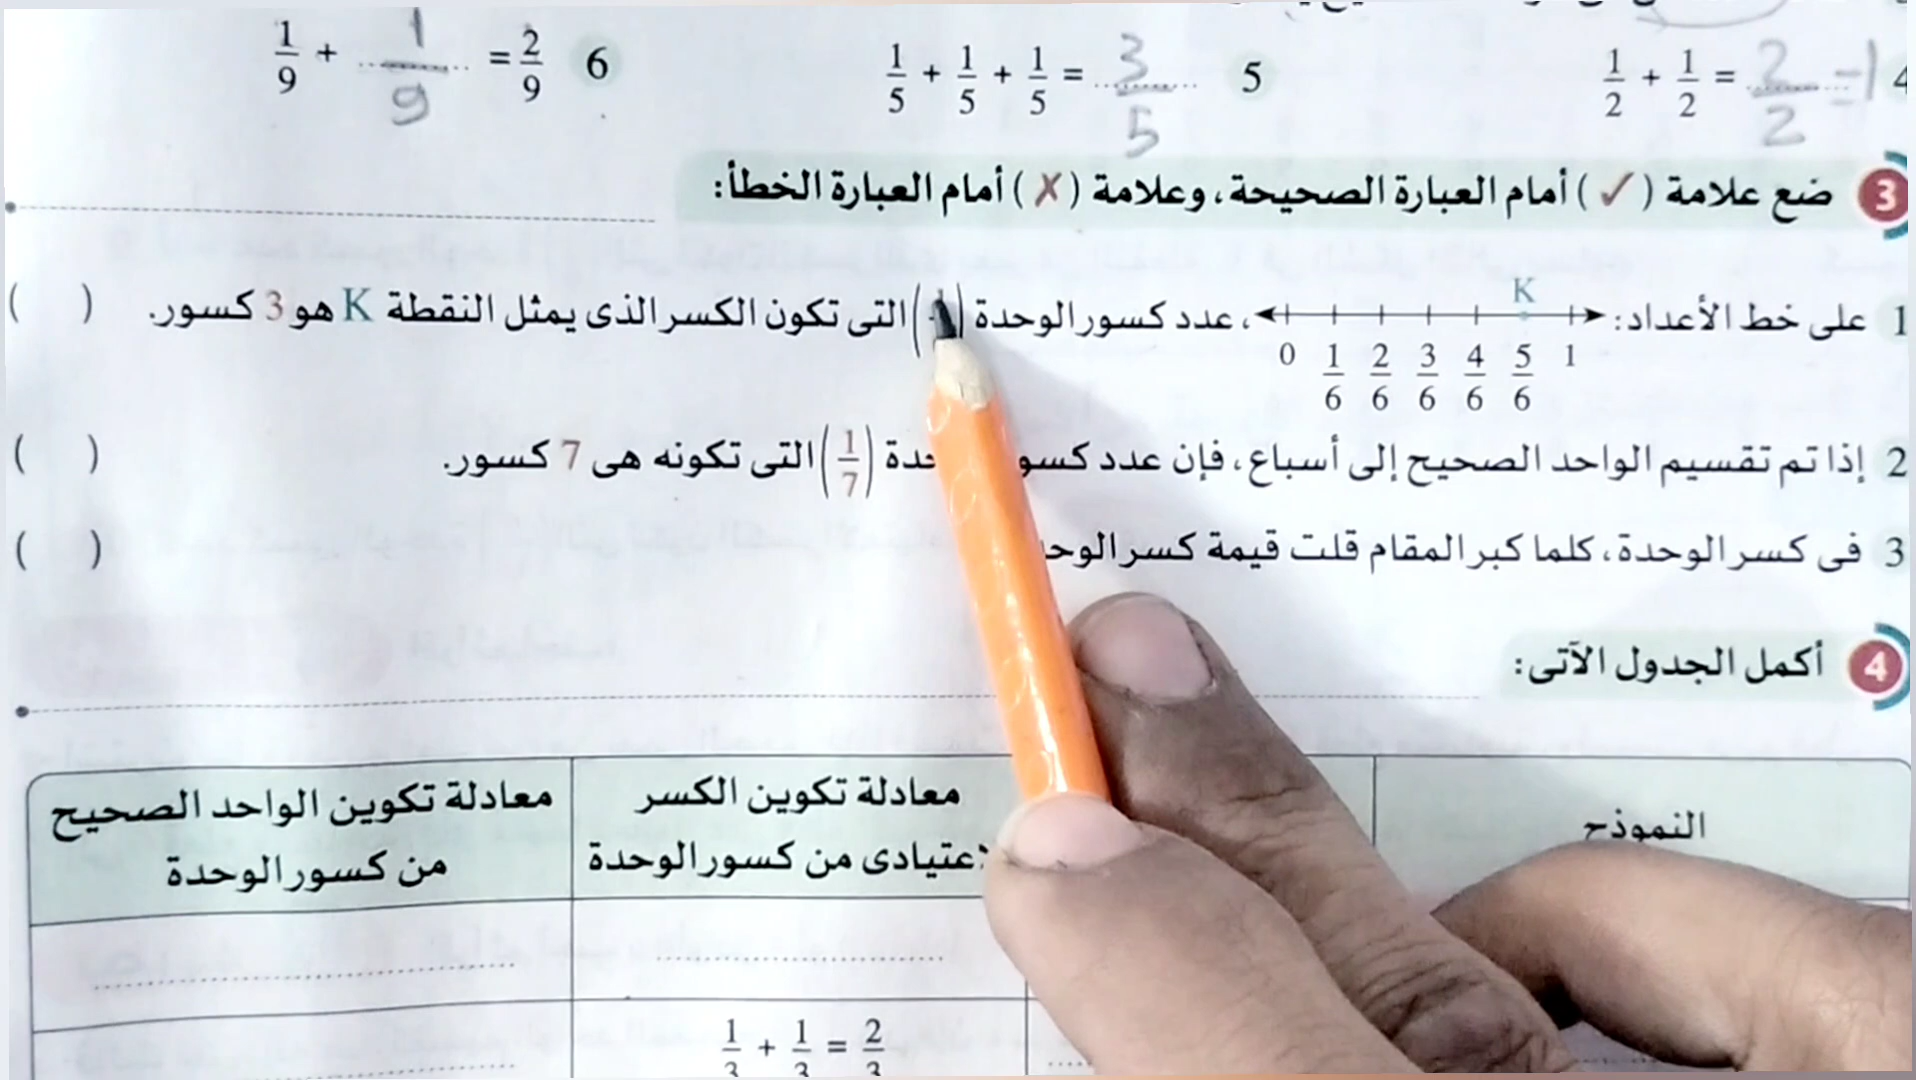 4 1/2 + 1/2 = 2/2 = 1
5 1/5 + 1/5 + 1/5 = 3/5
6 1/9 + 1/9 = 2/9
3 ضع علامة (✓) أمام العبارة الصحيحة، وعلامة (✗) أمام العبارة الخطأ:
K
1 على خط الأعداد: ، عدد كسور الوحدة ( ) التى تكون الكسر الذى يمثل النقطة K هو 3 كسور. ( )
0 1/6 2/6 3/6 4/6 5/6 1
2 إذا تم تقسيم الواحد الصحيح إلى أسباع، فإن عدد (1/7) التى تكونه هى 7 كسور. ( )
3 فى كسر الوحدة، كلما كبر المقام قلت قيمة كسر ( )
4 أكمل الجدول الآتى:
النموذج
معادلة تكوين الكسر
من كسور الوحدة
معادلة تكوين الواحد الصحيح
من كسور الوحدة
1/3 + 1/3 = 2/3